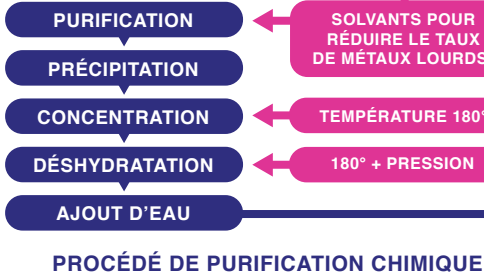 PURIFICATION
SOLVANTS POUR
RÉDUIRE LE TAUX
DE MÉTAUX LOURDS
PRÉCIPITATION
CONCENTRATION
TEMPÉRATURE 180°
DÉSHYDRATATION
180° + PRESSION
AJOUT D'EAU
PROCÉDÉ DE PURIFICATION CHIMIQUE